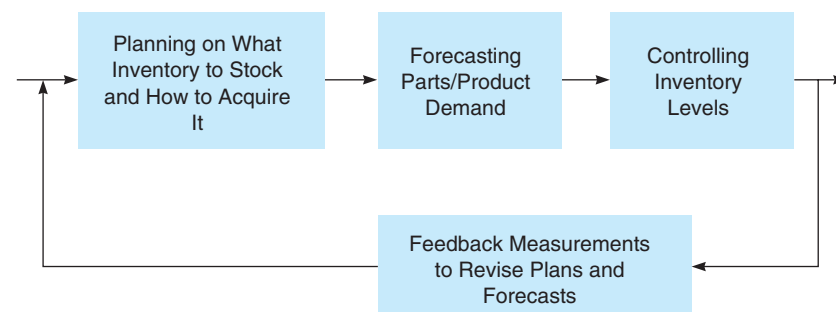 Planning on What
Inventory to Stock
and How to Acquire
It
Forecasting
Parts/Product
Demand
Controlling
Inventory
Levels
Feedback Measurements
to Revise Plans and
Forecasts